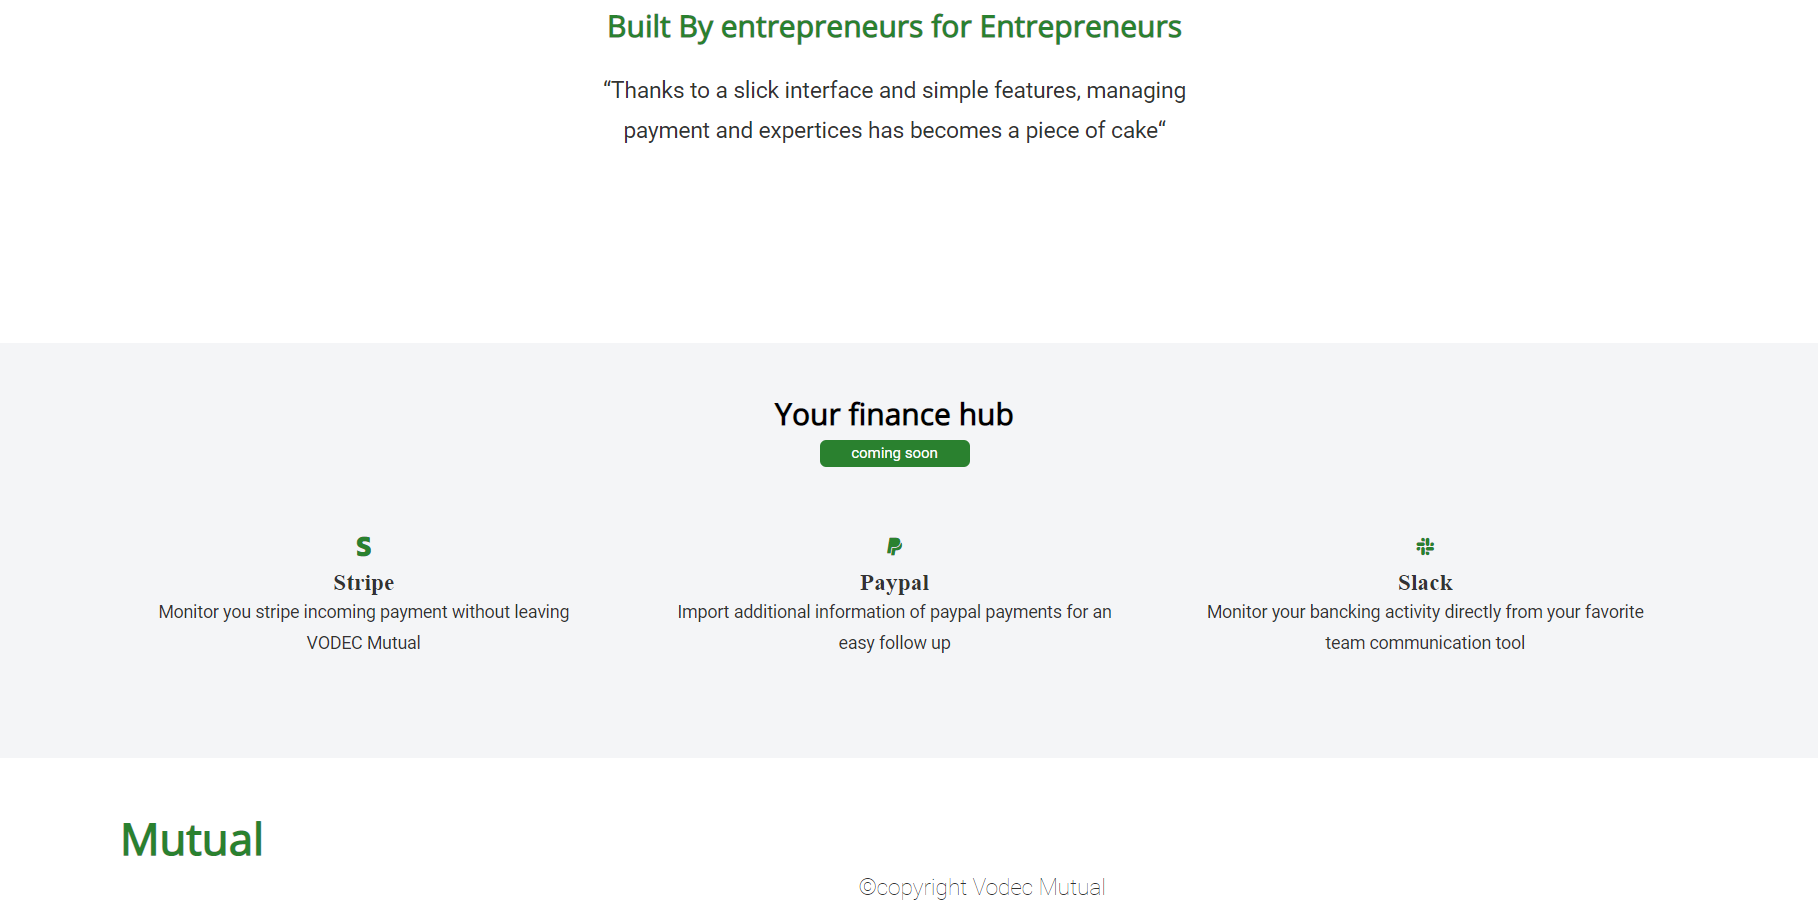 Built By entrepreneurs for Entrepreneurs
“Thanks to a slick interface and simple features, managing
payment and expertices has becomes a piece of cake“
Your finance hub
coming soon
Stripe
Monitor you stripe incoming payment without leaving
VODEC Mutual
Paypal
Import additional information of paypal payments for an
easy follow up
Slack
Monitor your bancking activity directly from your favorite
team communication tool
Mutual
©copyright Vodec Mutual